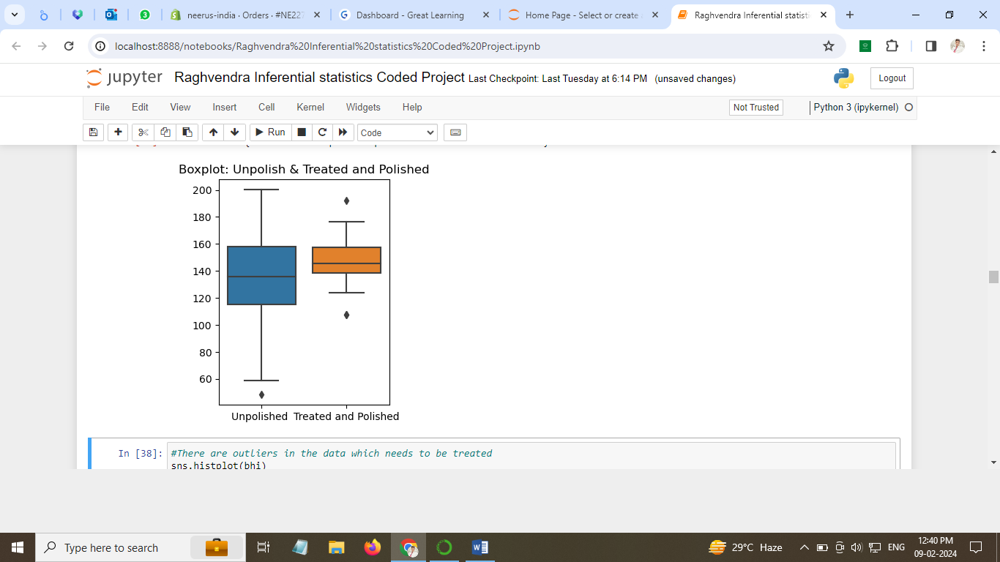 neerus-india · Orders · #NE227
Dashboard - Great Learning
Home Page - Select or create
Raghvendra Inferential statisti
localhost:8888/notebooks/Raghvendra%20Inferential%20statistics%20Coded%20Project.ipynb
jupyter Raghvendra Inferential statistics Coded Project Last Checkpoint: Last Tuesday at 6:14 PM (unsaved changes)
Logout
File Edit View Insert Cell Kernel Widgets Help
Not Trusted
Python 3 (ipykernel)
Run
Code
Boxplot: Unpolish & Treated and Polished
200
180
160
140
120
100
80
60
Unpolished Treated and Polished
In [38]: #There are outliers in the data which needs to be treated
sns.histplot(bhi)
Type here to search
29°C Haze
ENG
12:40 PM
09-02-2024